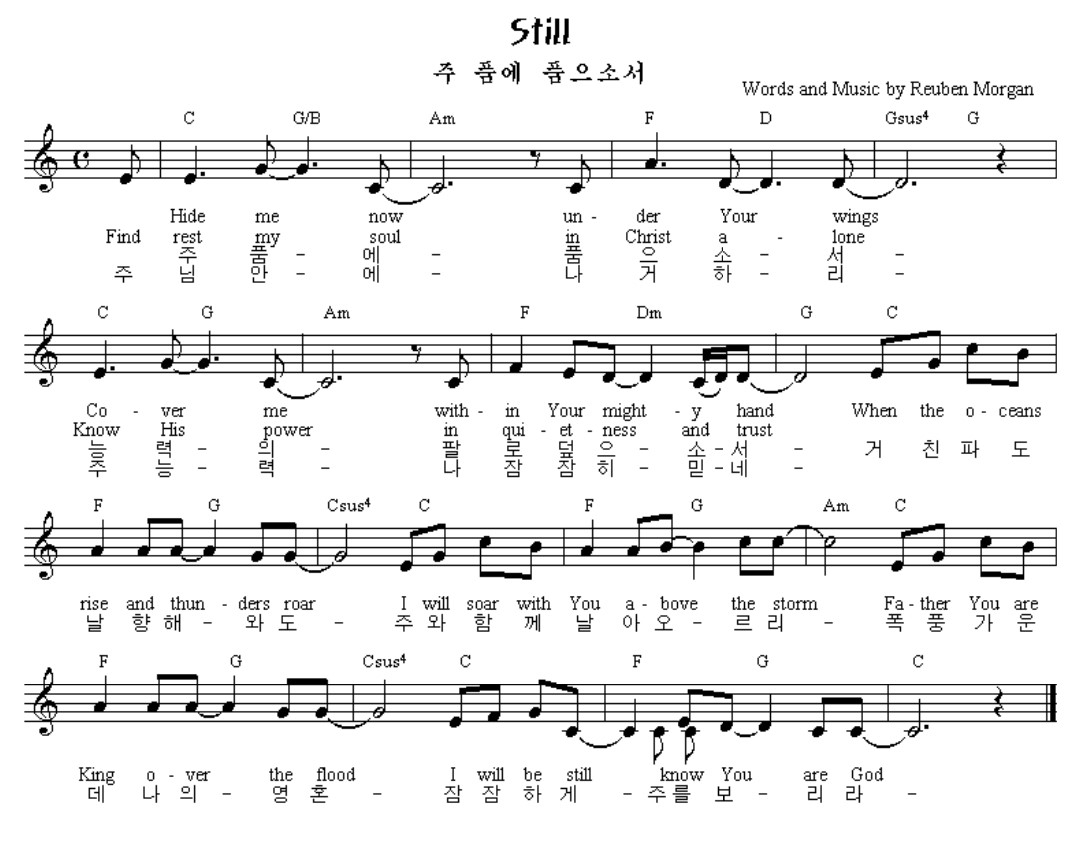 Still
주 품에 품으소서
Words and Music by Reuben Morgan
C G/B Am F D Gsus4 G
Hide me now un - der Your wings
Find rest my soul in Christ a - lone
주 품 - 에 - 품 으 소 - 서 -
주 님 안 - 에 - 나 거 하 - 리 -
C G Am F Dm G C
Co - ver me with - in Your might - y hand When the o - ceans
Know His power in qui - et - ness and trust
능 력 - 의 - 팔 로 덮 으 - 소 - 서 - 거 친 파 도
주 능 - 력 - 나 잠 잠 히 - 믿 - 네 -
F G Csus4 C F G Am C
rise and thun - ders roar I will soar with You a - bove the storm Fa - ther You are
날 향 해 - 와 도 - 주 와 함 께 날 아 오 - 르 리 - 폭 풍 가 운
F G Csus4 C F G C
King o - ver the flood I will be still know You are God
데 나 의 - 영 혼 - 잠 잠 하 게 - 주 를 보 - 리 라 -